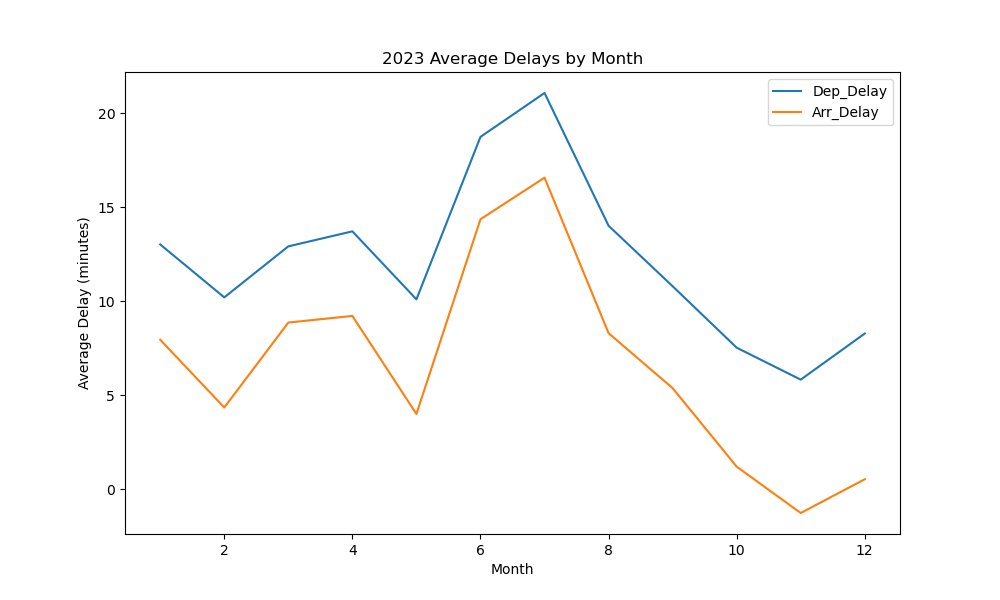 2023 Average Delays by Month
Dep_Delay
Arr_Delay
Average Delay (minutes)
20
15
10
5
0
2 4 6 8 10 12
Month